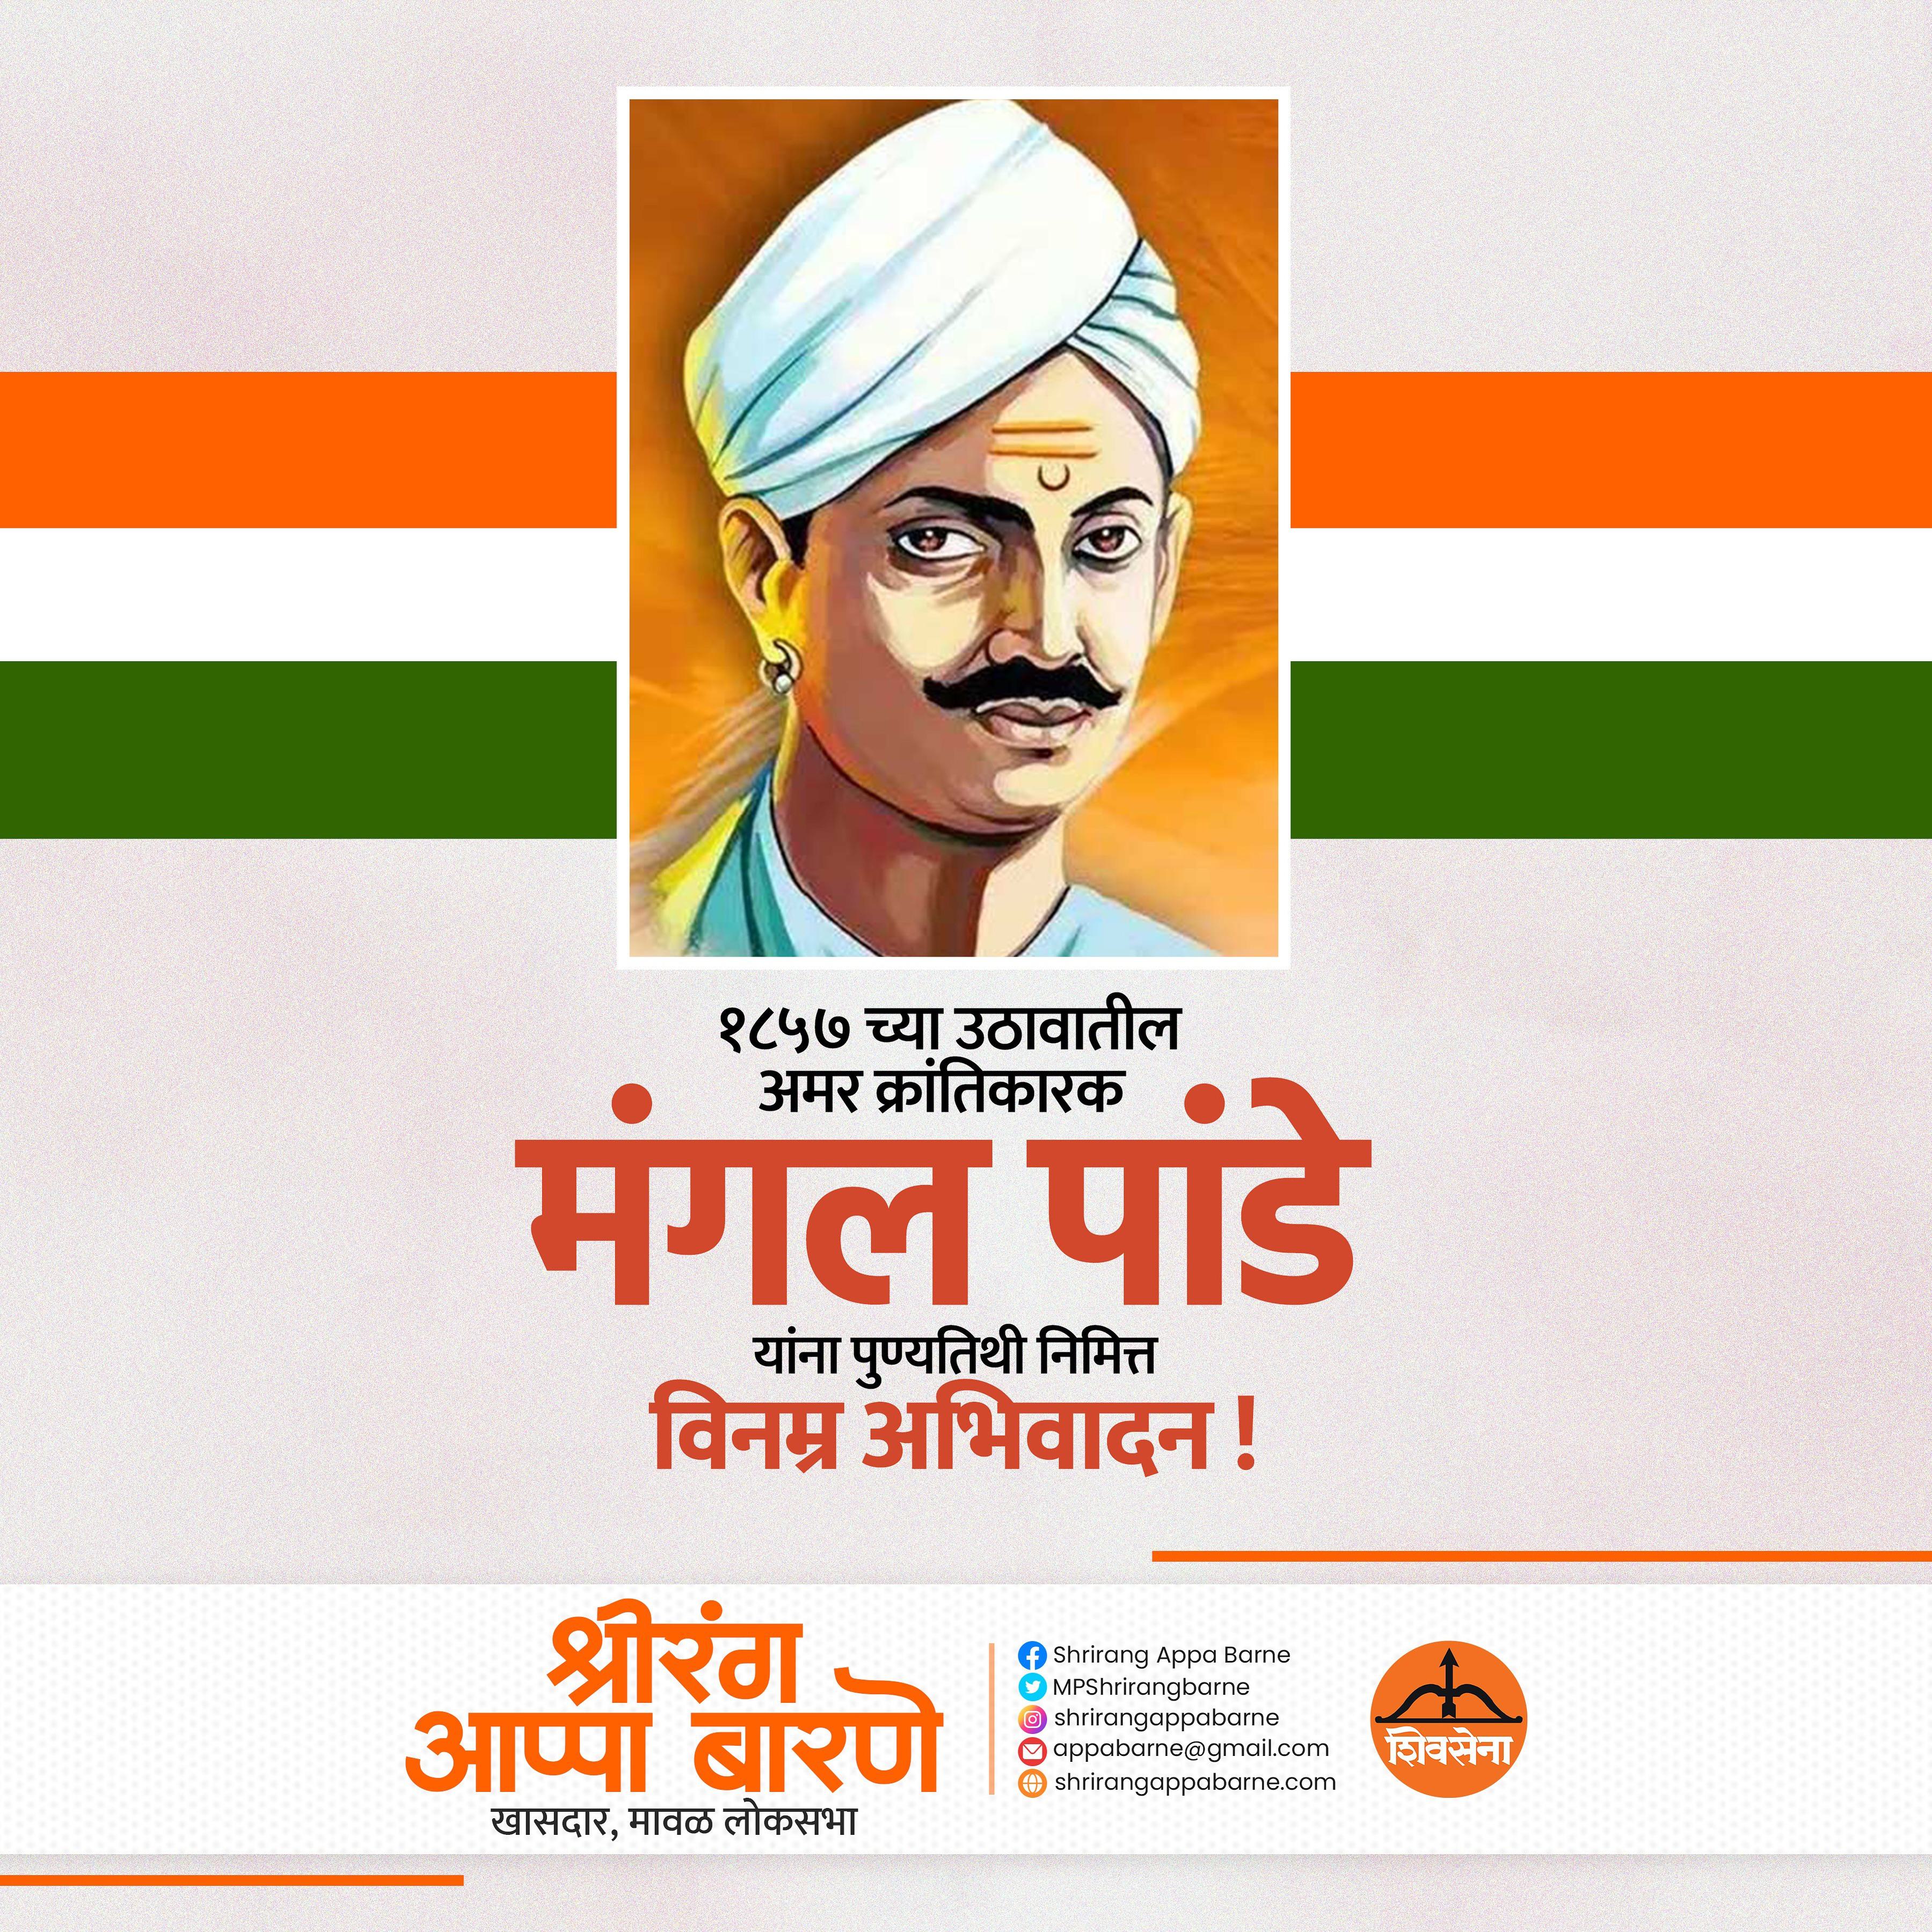 १८५७ च्या उठावातील
अमर क्रांतिकारक
मंगल पांडे
यांना पुण्यतिथी निमित्त
विनम्र अभिवादन !
श्रीरंग
आप्पा बारणे
खासदार, मावळ लोकसभा
Shrirang Appa Barne
MPShrirangbarne
shrirangappabarne
appabarne@gmail.com
shrirangappabarne.com
शिवसेना